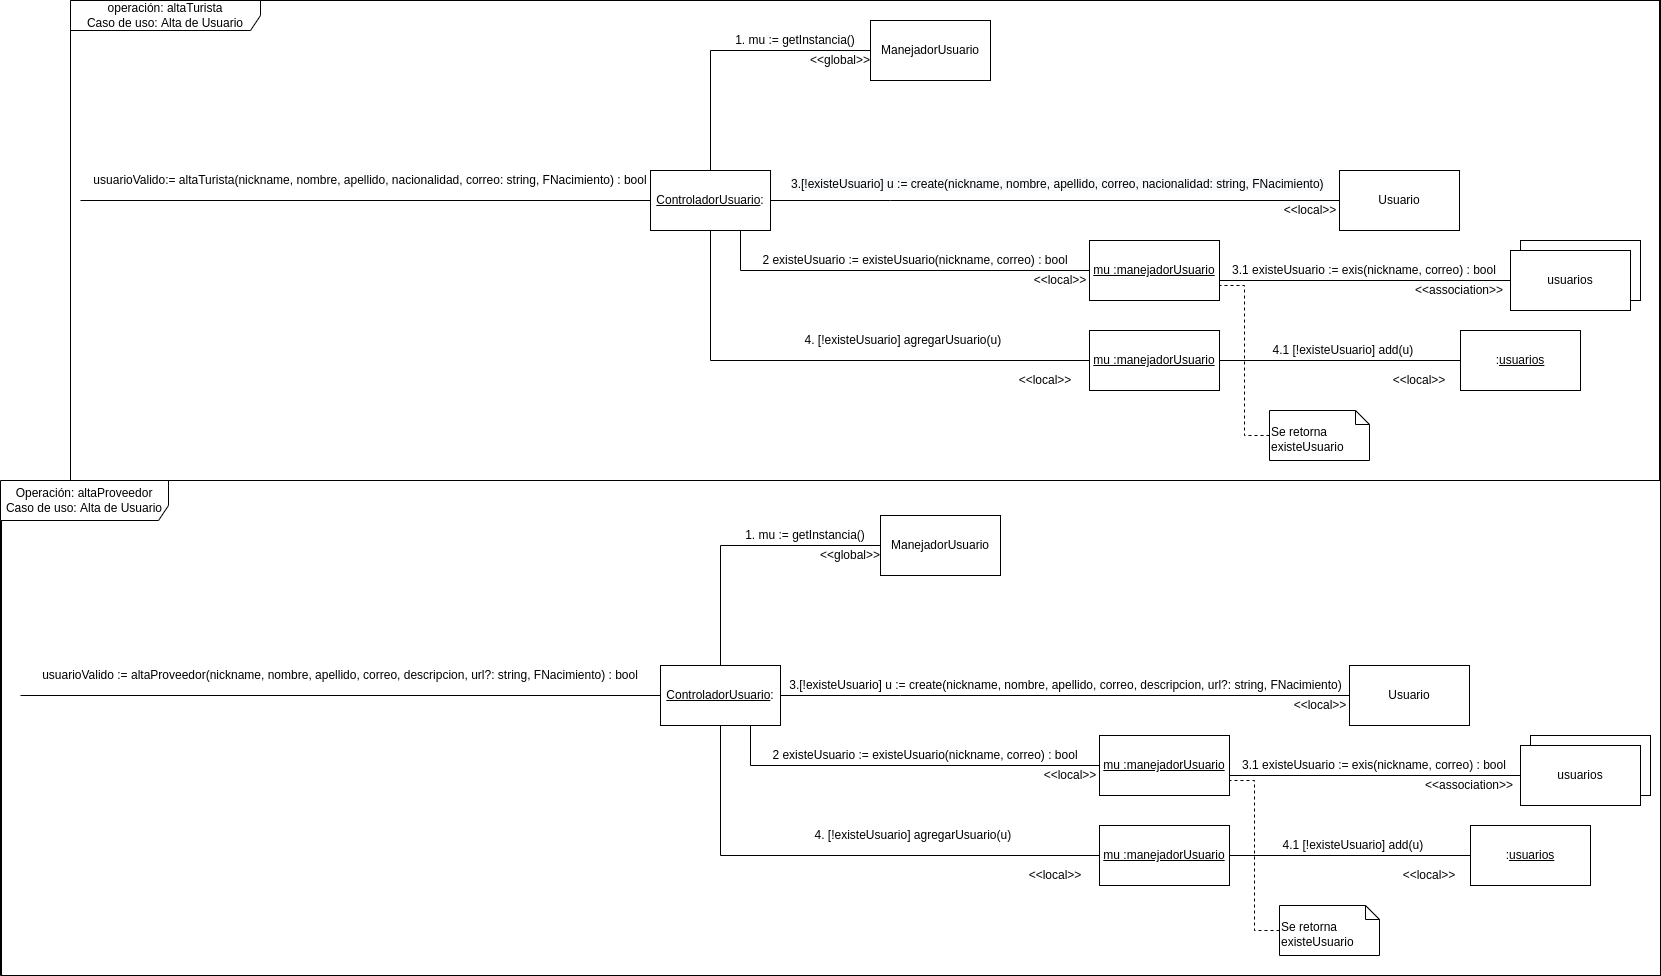 operación: altaTurista
Caso de uso: Alta de Usuario
1. mu := getInstancia()
<<global>>
ManejadorUsuario
usuarioValido:= altaTurista(nickname, nombre, apellido, nacionalidad, correo: string, FNacimiento) : bool
ControladorUsuario:
3.[!existeUsuario] u := create(nickname, nombre, apellido, correo, nacionalidad: string, FNacimiento)
<<local>>
Usuario
2 existeUsuario := existeUsuario(nickname, correo) : bool
<<local>>
mu :manejadorUsuario
3.1 existeUsuario := exis(nickname, correo) : bool
<<association>>
usuarios
4. [!existeUsuario] agregarUsuario(u)
<<local>>
mu :manejadorUsuario
4.1 [!existeUsuario] add(u)
<<local>>
:usuarios
Se retorna
existeUsuario
Operación: altaProveedor
Caso de uso: Alta de Usuario
1. mu := getInstancia()
<<global>>
ManejadorUsuario
usuarioValido := altaProveedor(nickname, nombre, apellido, correo, descripcion, url?: string, FNacimiento) : bool
ControladorUsuario:
3.[!existeUsuario] u := create(nickname, nombre, apellido, correo, descripcion, url?: string, FNacimiento)
<<local>>
Usuario
2 existeUsuario := existeUsuario(nickname, correo) : bool
<<local>>
mu :manejadorUsuario
3.1 existeUsuario := exis(nickname, correo) : bool
<<association>>
usuarios
4. [!existeUsuario] agregarUsuario(u)
<<local>>
mu :manejadorUsuario
4.1 [!existeUsuario] add(u)
<<local>>
:usuarios
Se retorna
existeUsuario